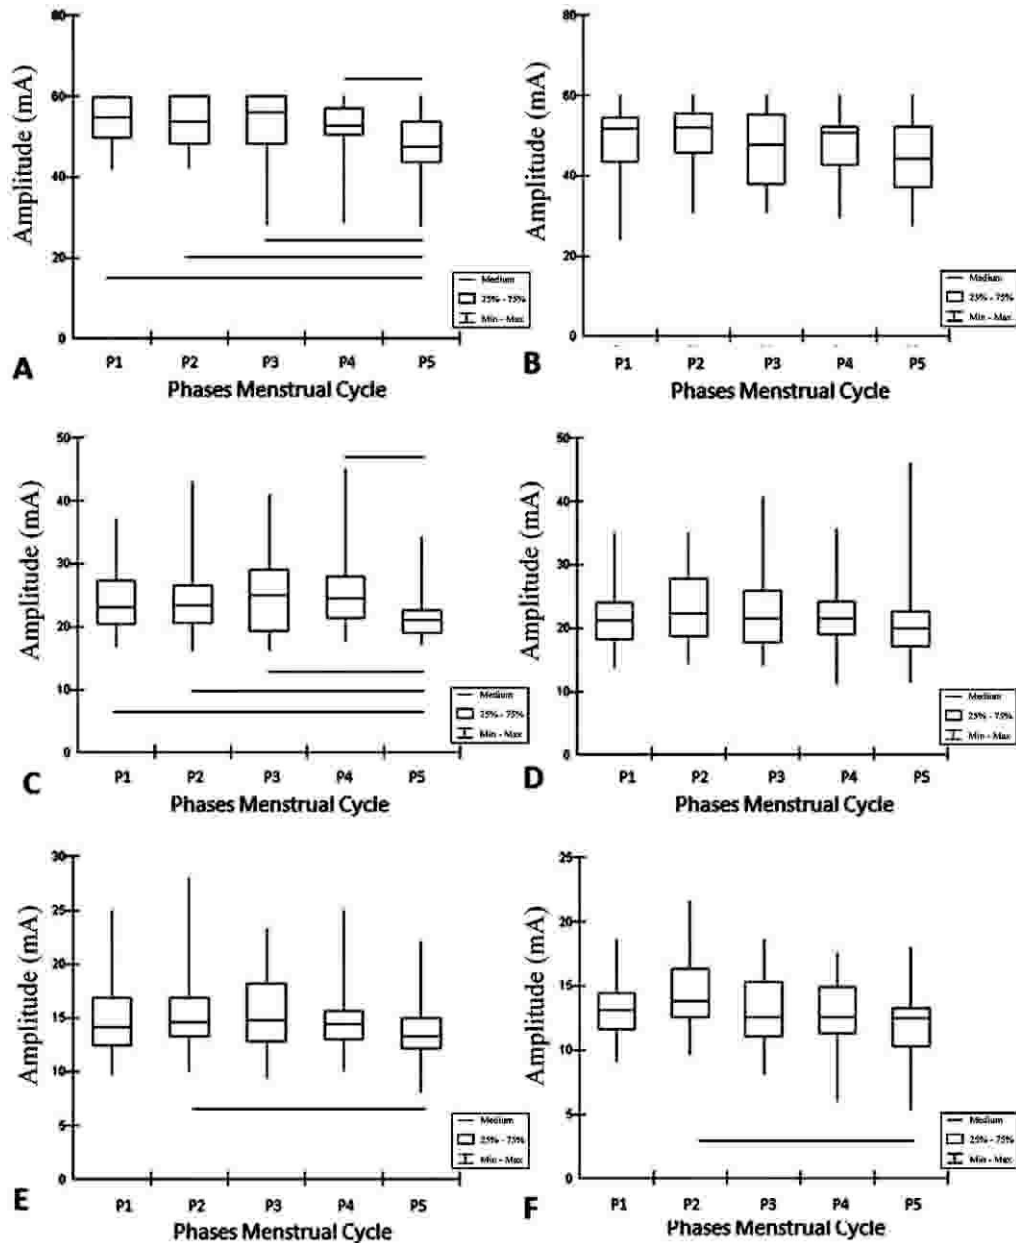 80
60
40
20
0
Amplitude (mA)
P1 P2 P3 P4 P5
Phases Menstrual Cycle
Medium
25% - 75%
Min - Max
A
80
60
40
20
0
Amplitude (mA)
P1 P2 P3 P4 P5
Phases Menstrual Cycle
Medium
25% - 75%
Min - Max
B
50
40
30
20
10
0
Amplitude (mA)
P1 P2 P3 P4 P5
Phases Menstrual Cycle
Medium
25% - 75%
Min - Max
C
50
40
30
20
10
0
Amplitude (mA)
P1 P2 P3 P4 P5
Phases Menstrual Cycle
Medium
25% - 75%
Min - Max
D
30
25
20
15
10
5
0
Amplitude (mA)
P1 P2 P3 P4 P5
Phases Menstrual Cycle
Medium
25% - 75%
Min - Max
E
25
20
15
10
5
0
Amplitude (mA)
P1 P2 P3 P4 P5
Phases Menstrual Cycle
Medium
25% - 75%
Min - Max
F